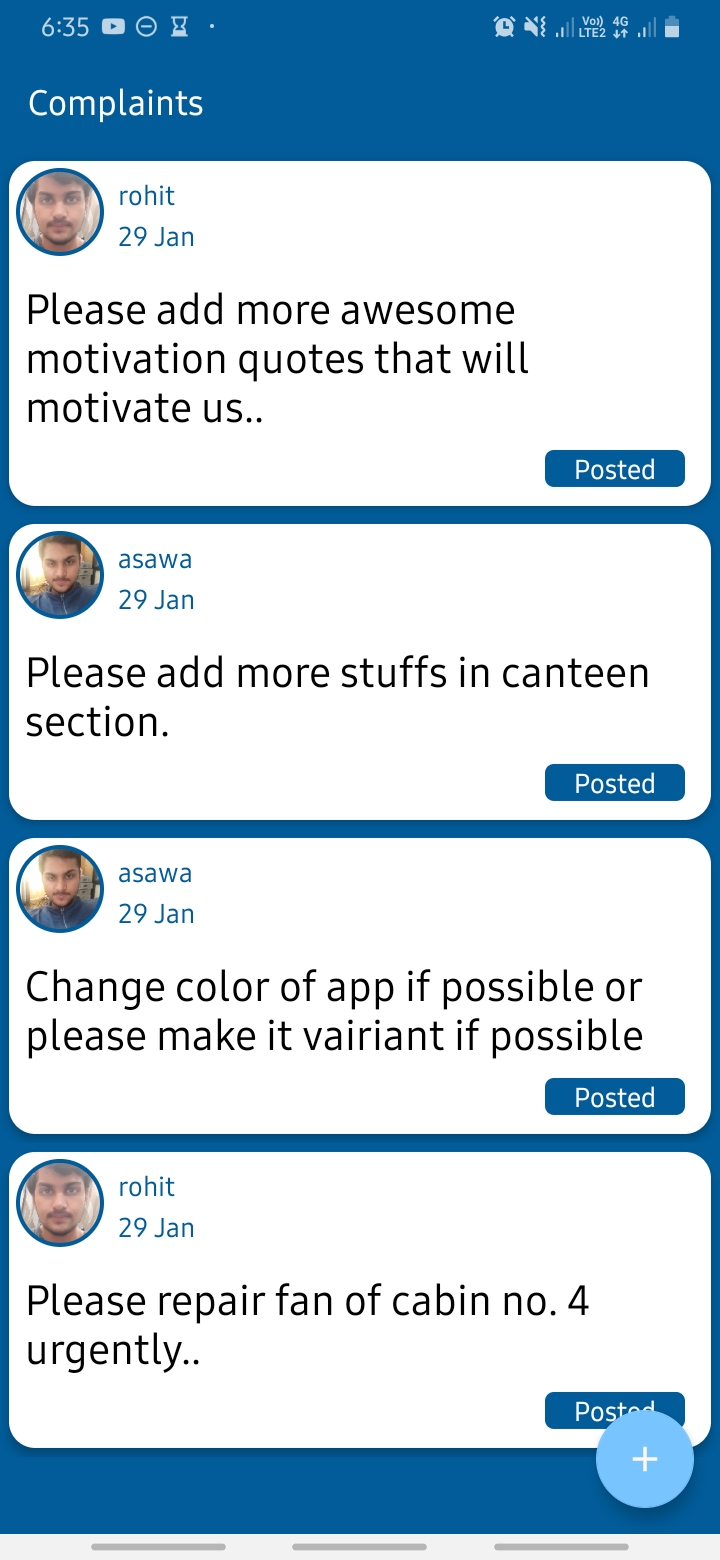 6:35
Vo)) 4G
LTE2
Complaints
rohit
29 Jan
Please add more awesome
motivation quotes that will
motivate us..
Posted
asawa
29 Jan
Please add more stuffs in canteen
section.
Posted
asawa
29 Jan
Change color of app if possible or
please make it vairiant if possible
Posted
rohit
29 Jan
Please repair fan of cabin no. 4
urgently..
Posted
+